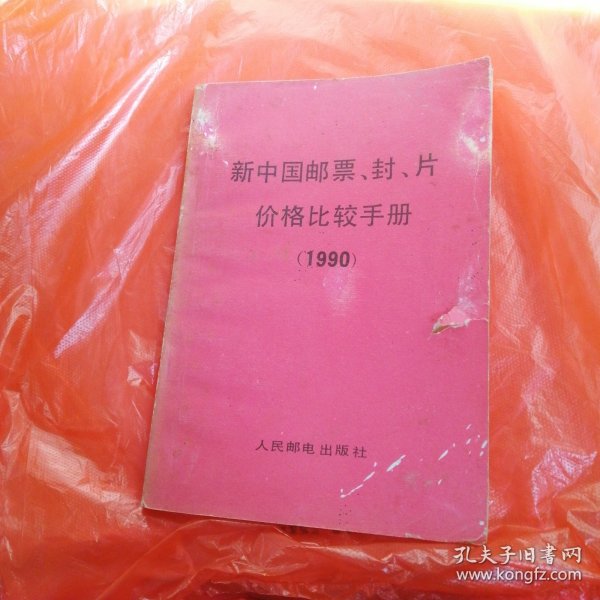 新中国邮票、封、片
价格比较手册
(1990)
人民邮电出版社
孔夫子旧書网
www.kongfz.com